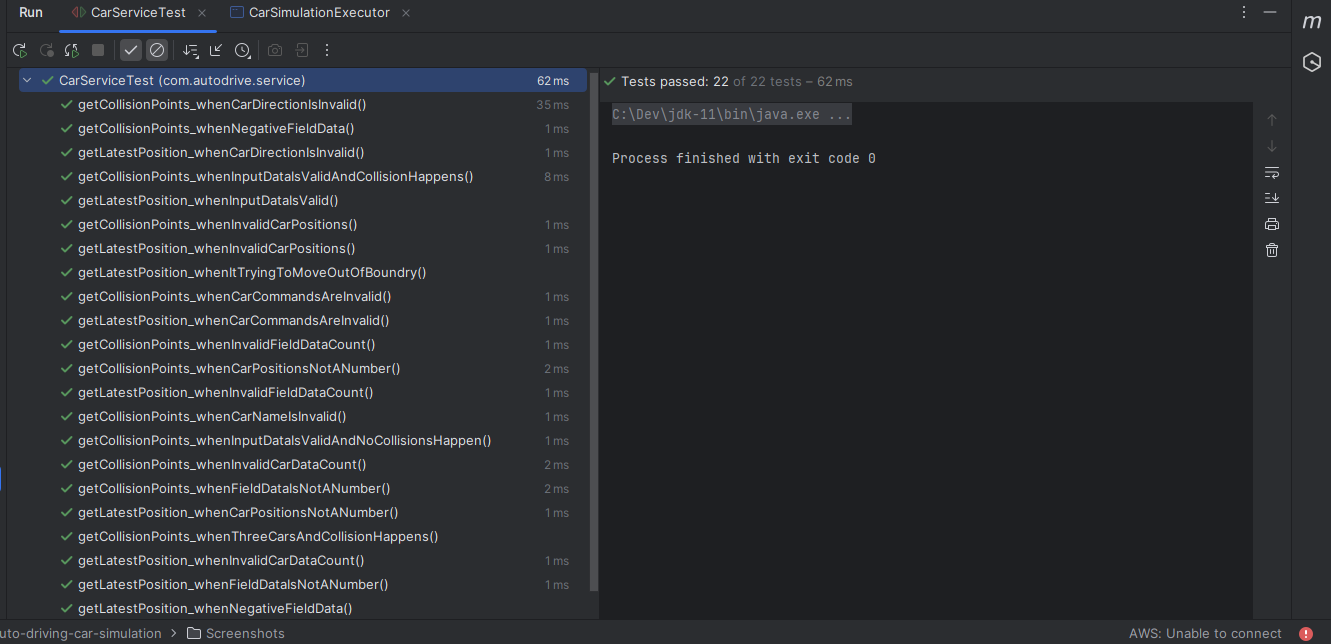 Run CarServiceTest CarSimulationExecutor
m
CarServiceTest (com.autodrive.service) 62 ms
Tests passed: 22 of 22 tests – 62 ms
getCollisionPoints_whenCarDirectionIsInvalid() 35 ms
C:\Dev\jdk-11\bin\java.exe ...
getCollisionPoints_whenNegativeFieldData() 1 ms
getLatestPosition_whenCarDirectionIsInvalid() 1 ms
Process finished with exit code 0
getCollisionPoints_whenInputDataIsValidAndCollisionHappens() 8 ms
getLatestPosition_whenInputDataIsValid()
getCollisionPoints_whenInvalidCarPositions() 1 ms
getLatestPosition_whenInvalidCarPositions() 1 ms
getLatestPosition_whenItTryingToMoveOutOfBoundry()
getCollisionPoints_whenCarCommandsAreInvalid() 1 ms
getLatestPosition_whenCarCommandsAreInvalid() 1 ms
getCollisionPoints_whenInvalidFieldDataCount() 1 ms
getCollisionPoints_whenCarPositionsNotANumber() 2 ms
getLatestPosition_whenInvalidFieldDataCount() 1 ms
getCollisionPoints_whenCarNameIsInvalid() 1 ms
getCollisionPoints_whenInputDataIsValidAndNoCollisionsHappen() 1 ms
getCollisionPoints_whenInvalidCarDataCount() 2 ms
getCollisionPoints_whenFieldDataIsNotANumber() 2 ms
getLatestPosition_whenCarPositionsNotANumber() 1 ms
getCollisionPoints_whenThreeCarsAndCollisionHappens()
getLatestPosition_whenInvalidCarDataCount() 1 ms
getLatestPosition_whenFieldDataIsNotANumber() 1 ms
getLatestPosition_whenNegativeFieldData()
uto-driving-car-simulation > Screenshots AWS: Unable to connect